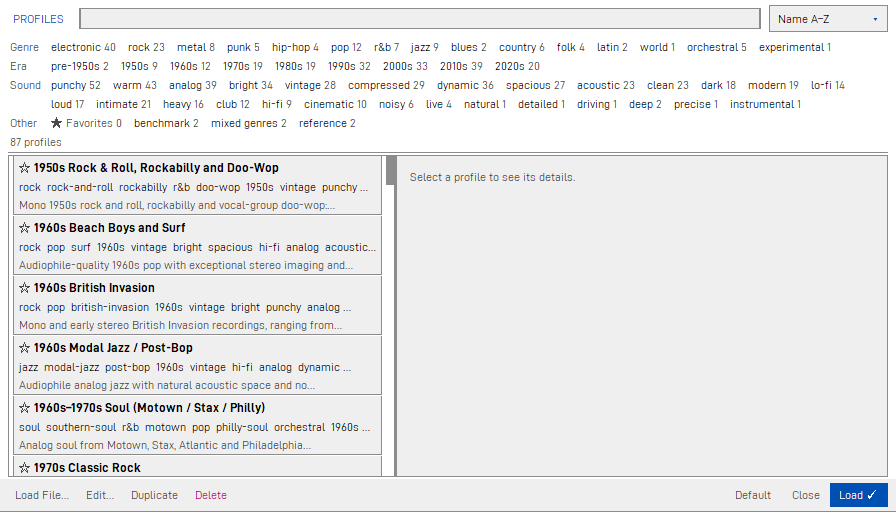 PROFILES Name A–Z
Genre electronic 40 rock 23 metal 8 punk 5 hip-hop 4 pop 12 r&b 7 jazz 9 blues 2 country 6 folk 4 latin 2 world 1 orchestral 5 experimental 1
Era pre-1950s 2 1950s 9 1960s 12 1970s 19 1980s 19 1990s 32 2000s 33 2010s 39 2020s 20
Sound punchy 52 warm 43 analog 39 bright 34 vintage 28 compressed 29 dynamic 36 spacious 27 acoustic 23 clean 23 dark 18 modern 19 lo-fi 14
loud 17 intimate 21 heavy 16 club 12 hi-fi 9 cinematic 10 noisy 6 live 4 natural 1 detailed 1 driving 1 deep 2 precise 1 instrumental 1
Other ★ Favorites 0 benchmark 2 mixed genres 2 reference 2
87 profiles
☆ 1950s Rock & Roll, Rockabilly and Doo-Wop
rock rock-and-roll rockabilly r&b doo-wop 1950s vintage punchy ...
Mono 1950s rock and roll, rockabilly and vocal-group doo-wop:...
Select a profile to see its details.
☆ 1960s Beach Boys and Surf
rock pop surf 1960s vintage bright spacious hi-fi analog acoustic...
Audiophile-quality 1960s pop with exceptional stereo imaging and...
☆ 1960s British Invasion
rock pop british-invasion 1960s vintage bright punchy analog ...
Mono and early stereo British Invasion recordings, ranging from...
☆ 1960s Modal Jazz / Post-Bop
jazz modal-jazz post-bop 1960s vintage hi-fi analog dynamic ...
Audiophile analog jazz with natural acoustic space and no...
☆ 1960s–1970s Soul (Motown / Stax / Philly)
soul southern-soul r&b motown pop philly-soul orchestral 1960s ...
Analog soul from Motown, Stax, Atlantic and Philadelphia...
☆ 1970s Classic Rock
Load File... Edit... Duplicate Delete Default Close Load ✓